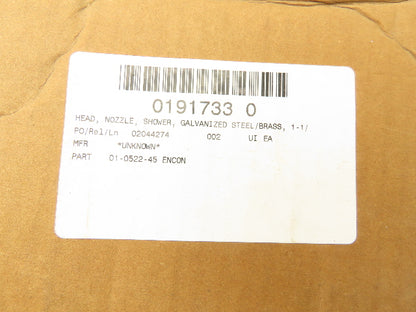 0191733 0
HEAD, NOZZLE, SHOWER, GALVANIZED STEEL/BRASS, 1-1/
PO/Rel/Ln 02044274 002 UI EA
MFR *UNKNOWN*
PART 01-0522-45 ENCON